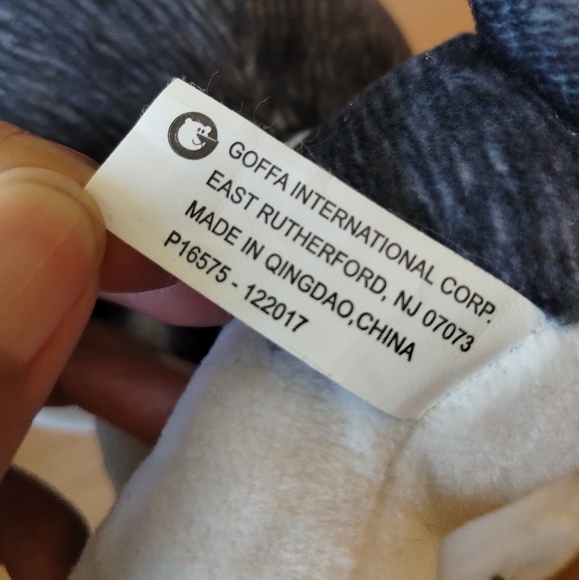 GOFFA INTERNATIONAL CORP.
EAST RUTHERFORD, NJ 07073
MADE IN QINGDAO,CHINA
P16575 - 122017